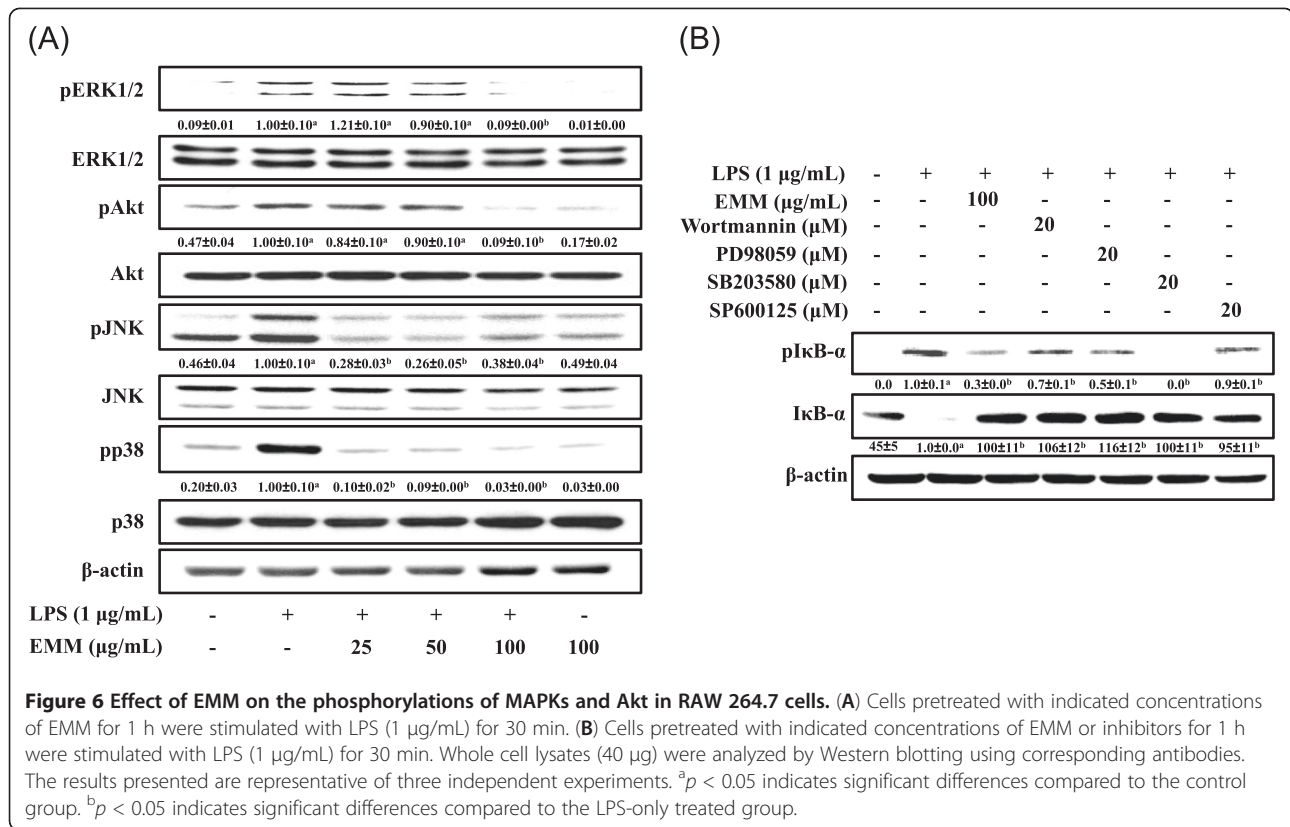 (A)
pERK1/2
0.09±0.01 1.00±0.10ᵃ 1.21±0.10ᵃ 0.90±0.10ᵃ 0.09±0.00ᵇ 0.01±0.00
ERK1/2
pAkt
0.47±0.04 1.00±0.10ᵃ 0.84±0.10ᵃ 0.90±0.10ᵃ 0.09±0.10ᵇ 0.17±0.02
Akt
pJNK
0.46±0.04 1.00±0.10ᵃ 0.28±0.03ᵇ 0.26±0.05ᵇ 0.38±0.04ᵇ 0.49±0.04
JNK
pp38
0.20±0.03 1.00±0.10ᵃ 0.10±0.02ᵇ 0.09±0.00ᵇ 0.03±0.00ᵇ 0.03±0.00
p38
β-actin
LPS (1 μg/mL) - + + + + -
EMM (μg/mL) - - 25 50 100 100
(B)
LPS (1 μg/mL) - + + + + + +
EMM (μg/mL) - - 100 - - - -
Wortmannin (μM) - - - 20 - - -
PD98059 (μM) - - - - 20 - -
SB203580 (μM) - - - - - 20 -
SP600125 (μM) - - - - - - 20
pIκB-α
0.0 1.0±0.1ᵃ 0.3±0.0ᵇ 0.7±0.1ᵇ 0.5±0.1ᵇ 0.0ᵇ 0.9±0.1ᵇ
IκB-α
45±5 1.0±0.0ᵃ 100±11ᵇ 106±12ᵇ 116±12ᵇ 100±11ᵇ 95±11ᵇ
β-actin
Figure 6 Effect of EMM on the phosphorylations of MAPKs and Akt in RAW 264.7 cells. (A) Cells pretreated with indicated concentrations
of EMM for 1 h were stimulated with LPS (1 μg/mL) for 30 min. (B) Cells pretreated with indicated concentrations of EMM or inhibitors for 1 h
were stimulated with LPS (1 μg/mL) for 30 min. Whole cell lysates (40 μg) were analyzed by Western blotting using corresponding antibodies.
The results presented are representative of three independent experiments. ᵃp < 0.05 indicates significant differences compared to the control
group. ᵇp < 0.05 indicates significant differences compared to the LPS-only treated group.